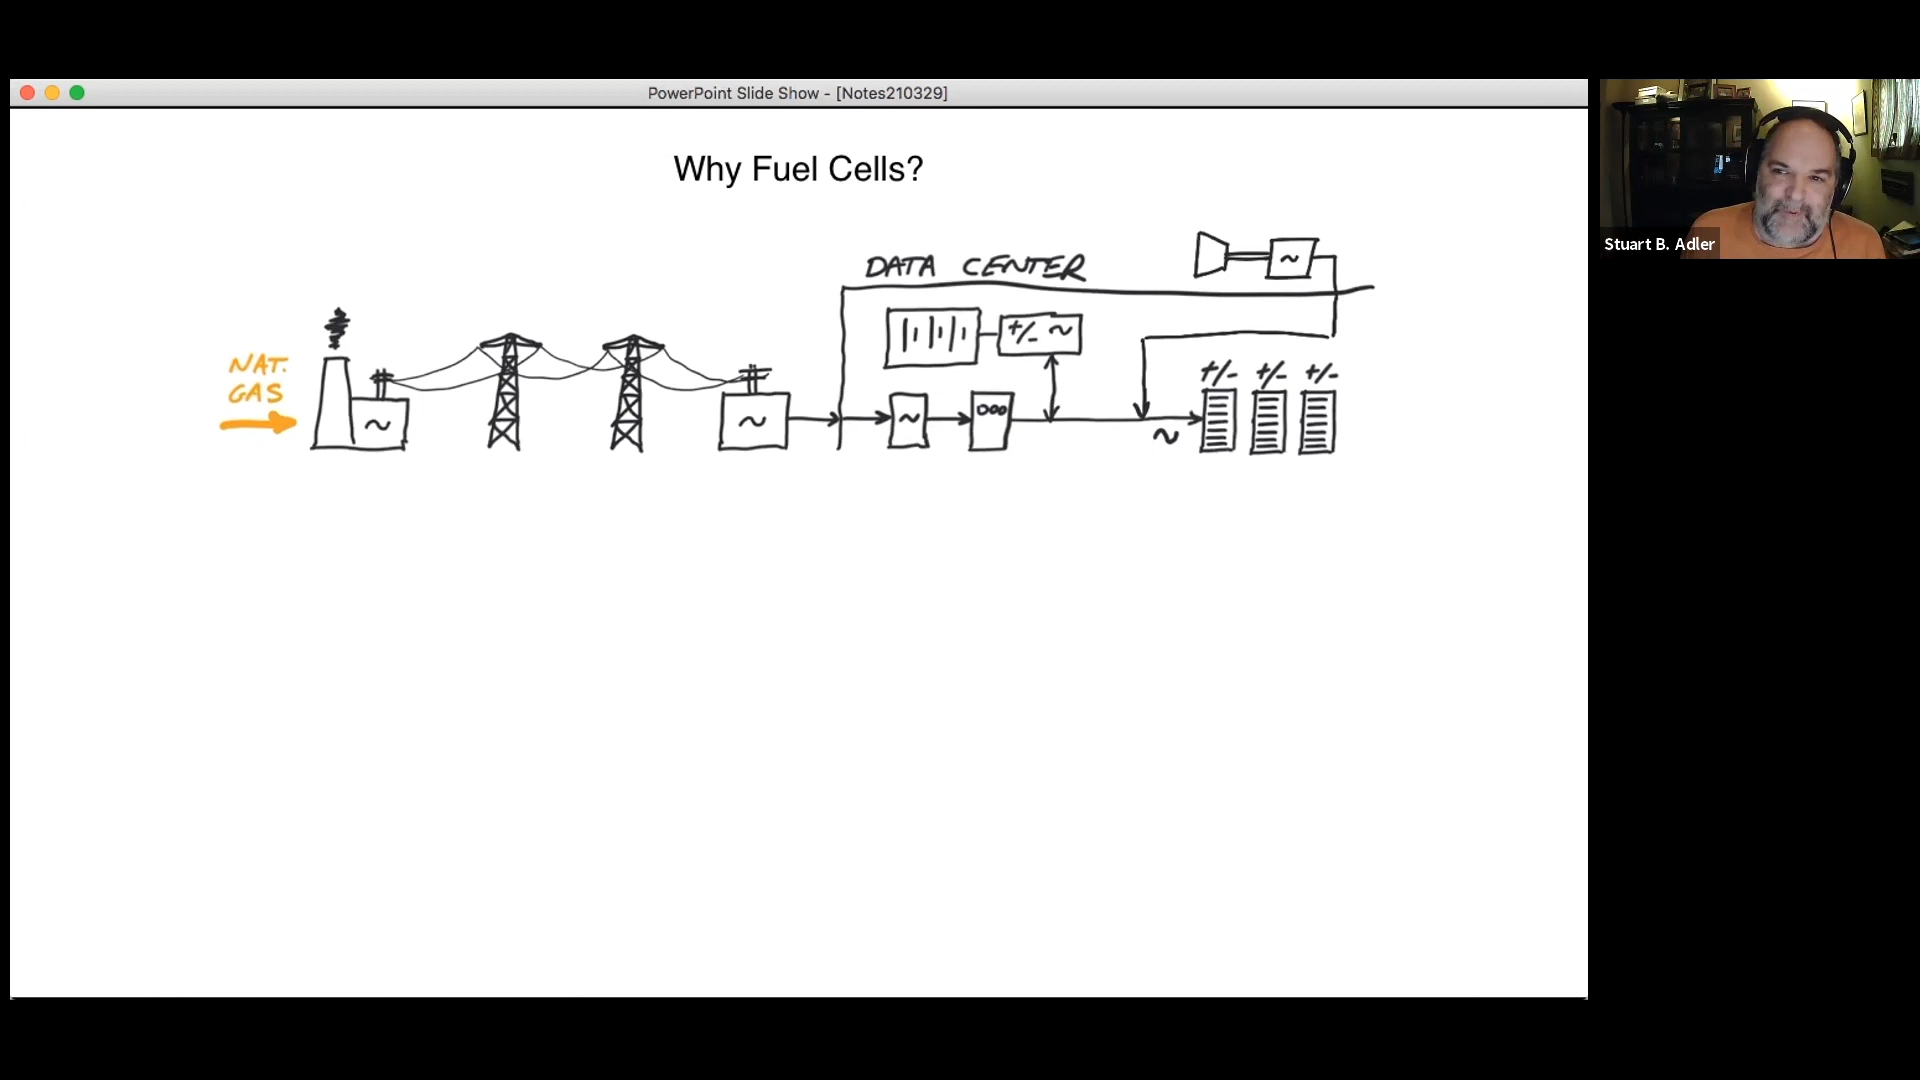 PowerPoint Slide Show - [Notes210329]
Why Fuel Cells?
Stuart B. Adler
DATA CENTER
~
NAT.
GAS
+/- ~
+/- +/- +/-
~
~
~
~